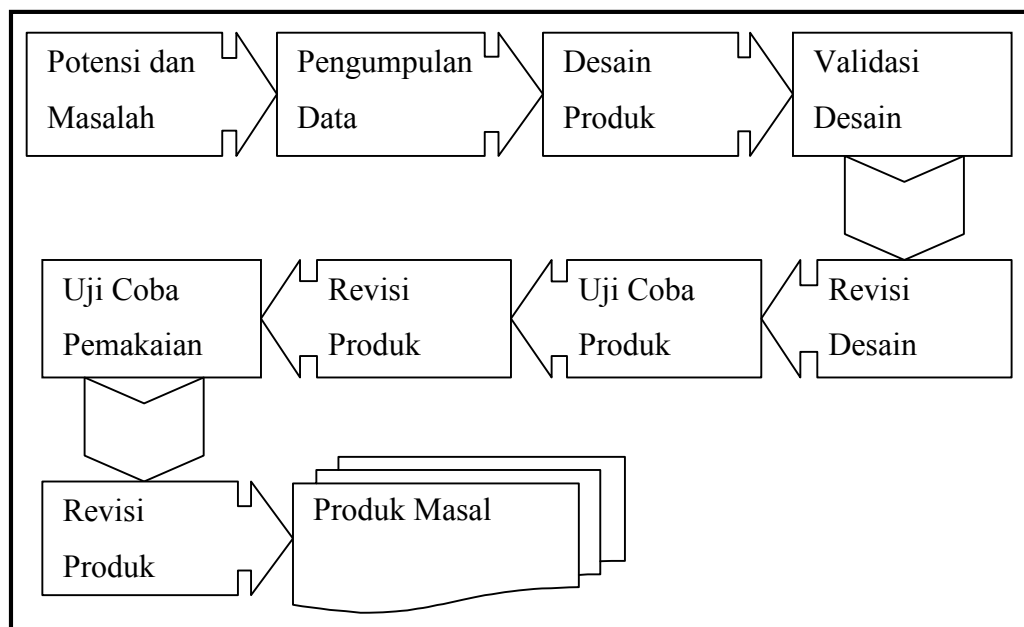 Potensi dan
Masalah
Pengumpulan
Data
Desain
Produk
Validasi
Desain
Revisi
Desain
Uji Coba
Produk
Revisi
Produk
Uji Coba
Pemakaian
Revisi
Produk
Produk Masal